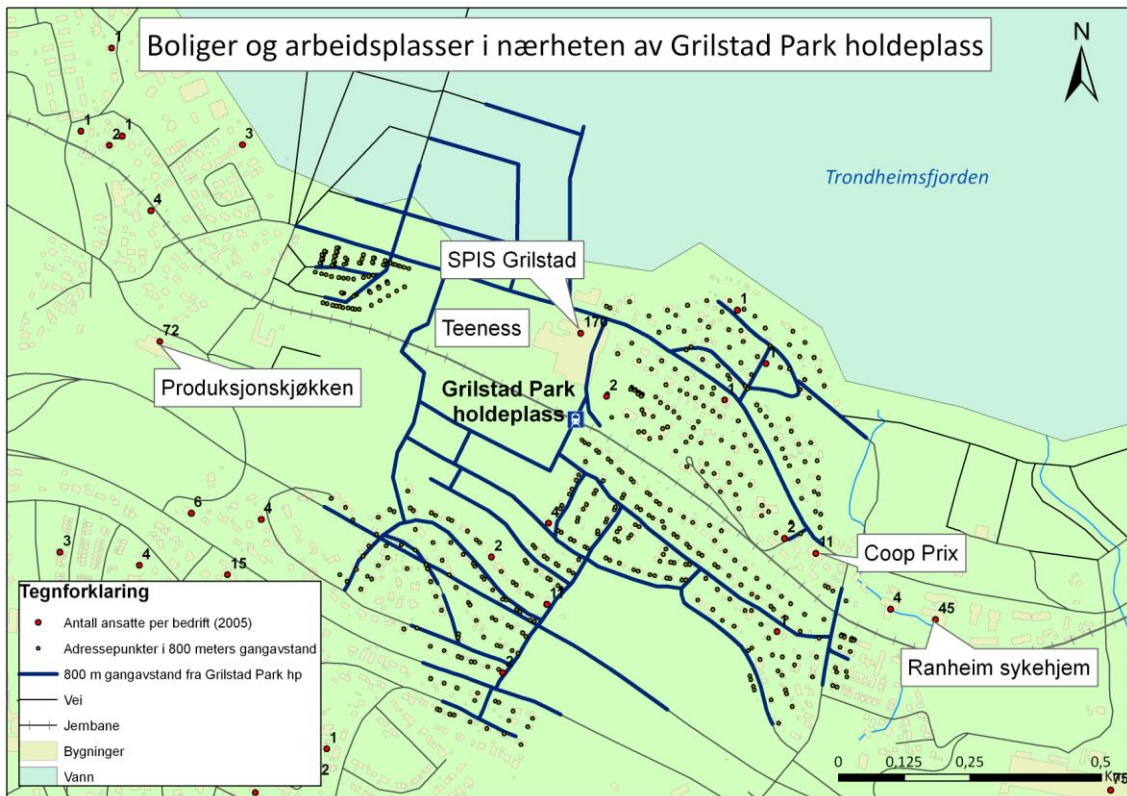 Boliger og arbeidsplasser i nærheten av Grilstad Park holdeplass
N
1
1
2
1
3
4
Trondheimsfjorden
SPIS Grilstad
1
170
Teeness
72
1
Produksjonskjøkken
Grilstad Park
holdeplass
2
1
6
4
4
3
4
15
2
2
11
Coop Prix
Tegnforklaring
Antall ansatte per bedrift (2005)
Adressepunkter i 800 meters gangavstand
800 m gangavstand fra Grilstad Park hp
Vei
Jernbane
Bygninger
Vann
4
45
1
2
Ranheim sykehjem
1
2
0
0,125
0,25
0,5
75